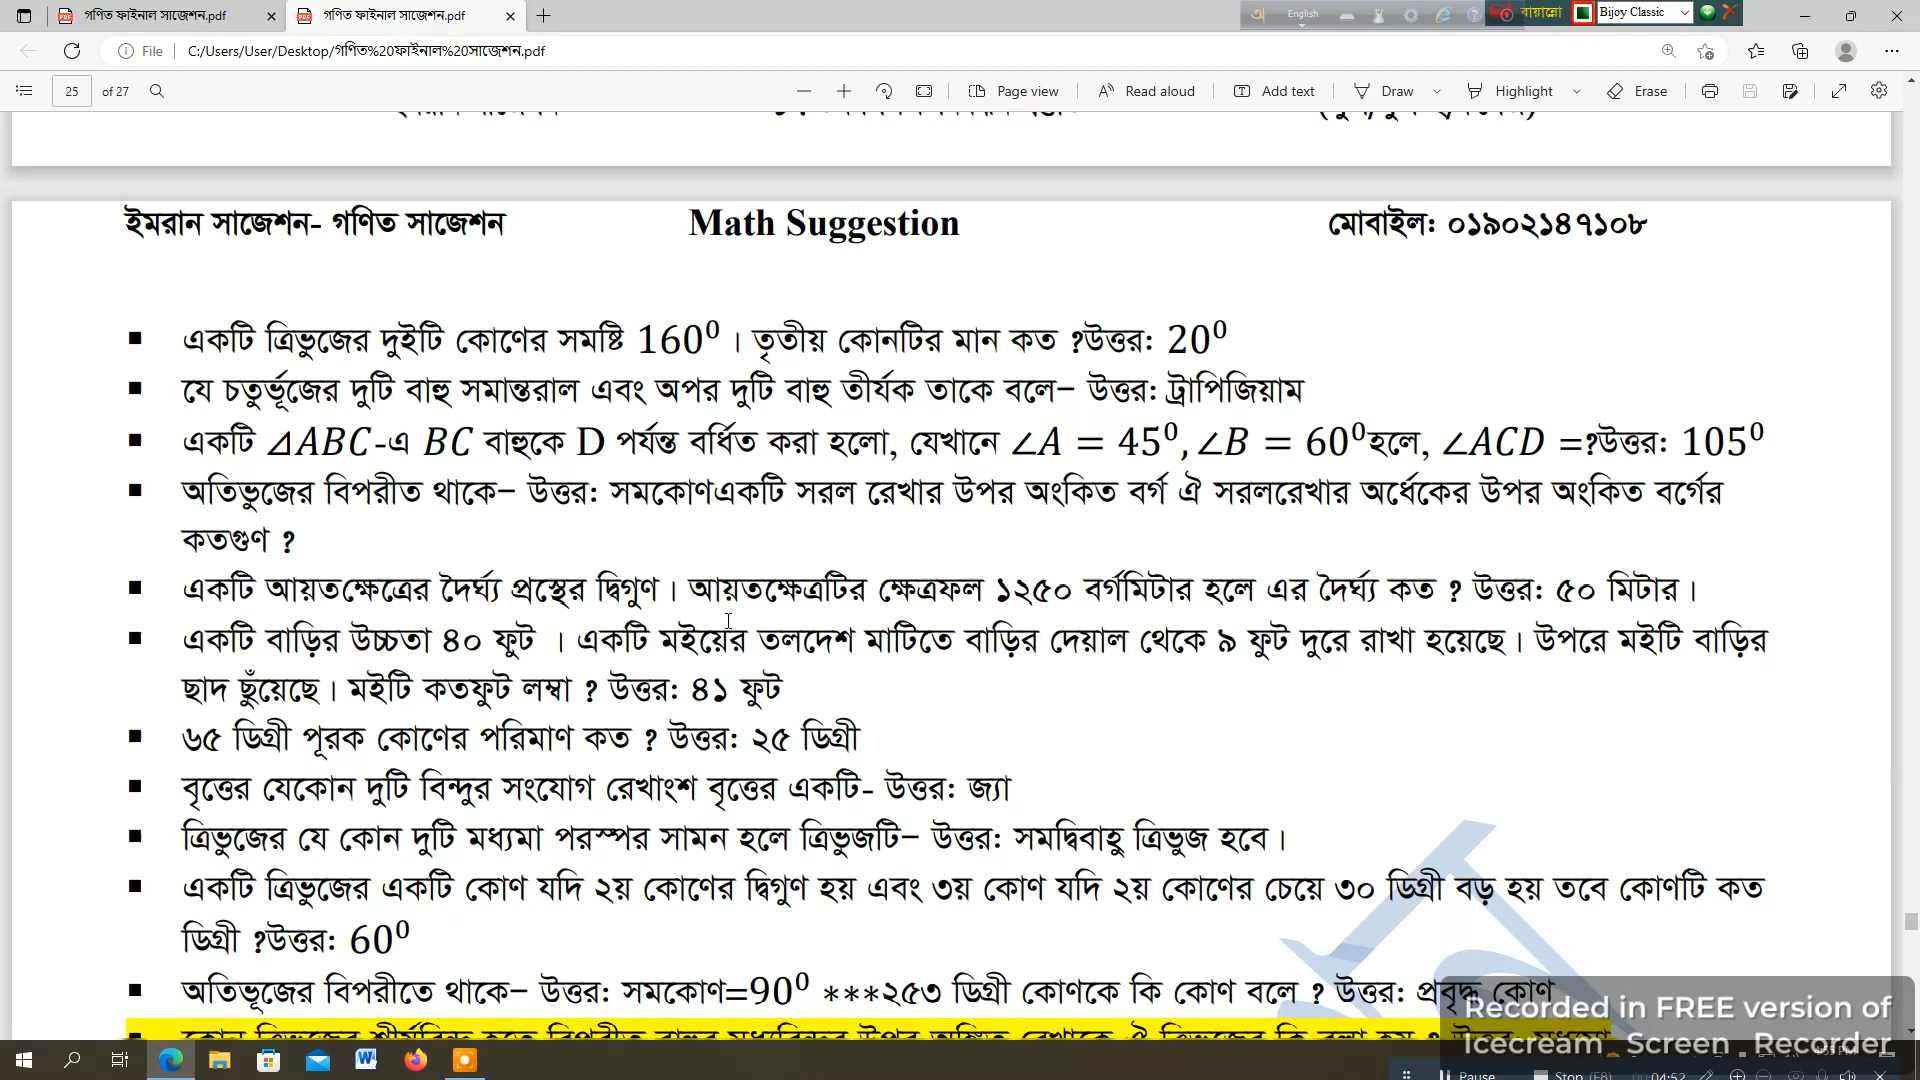 গণিত ফাইনাল সাজেশন.pdf
গণিত ফাইনাল সাজেশন.pdf
English
বায়ান্নো
Bijoy Classic
File
C:/Users/User/Desktop/গণিত%20ফাইনাল%20সাজেশন.pdf
25 of 27
Page view
Read aloud
Add text
Draw
Highlight
Erase
ইমরান সাজেশন- গণিত সাজেশন Math Suggestion মোবাইল: ০১৯০২১৪৭১০৮
■ একটি ত্রিভুজের দুইটি কোণের সমষ্টি 160⁰। তৃতীয় কোনটির মান কত ?উত্তর: 20⁰
■ যে চতুর্ভূজের দুটি বাহু সমান্তরাল এবং অপর দুটি বাহু তীর্যক তাকে বলে– উত্তর: ট্রাপিজিয়াম
■ একটি ⊿ABC-এ BC বাহুকে D পর্যন্ত বর্ধিত করা হলো, যেখানে ∠A = 45⁰,∠B = 60⁰হলে, ∠ACD =?উত্তর: 105⁰
■ অতিভুজের বিপরীত থাকে– উত্তর: সমকোণএকটি সরল রেখার উপর অংকিত বর্গ ঐ সরলরেখার অর্ধেকের উপর অংকিত বর্গের
কতগুণ ?
■ একটি আয়তক্ষেত্রের দৈর্ঘ্য প্রস্থের দ্বিগুণ। আয়তক্ষেত্রটির ক্ষেত্রফল ১২৫০ বর্গমিটার হলে এর দৈর্ঘ্য কত ? উত্তর: ৫০ মিটার।
■ একটি বাড়ির উচ্চতা ৪০ ফুট । একটি মইয়ের তলদেশ মাটিতে বাড়ির দেয়াল থেকে ৯ ফুট দুরে রাখা হয়েছে। উপরে মইটি বাড়ির
ছাদ ছুঁয়েছে। মইটি কতফুট লম্বা ? উত্তর: ৪১ ফুট
■ ৬৫ ডিগ্রী পূরক কোণের পরিমাণ কত ? উত্তর: ২৫ ডিগ্রী
■ বৃত্তের যেকোন দুটি বিন্দুর সংযোগ রেখাংশ বৃত্তের একটি- উত্তর: জ্যা
■ ত্রিভুজের যে কোন দুটি মধ্যমা পরস্পর সামন হলে ত্রিভুজটি– উত্তর: সমদ্বিবাহু ত্রিভুজ হবে।
■ একটি ত্রিভুজের একটি কোণ যদি ২য় কোণের দ্বিগুণ হয় এবং ৩য় কোণ যদি ২য় কোণের চেয়ে ৩০ ডিগ্রী বড় হয় তবে কোণটি কত
ডিগ্রী ?উত্তর: 60⁰
■ অতিভূজের বিপরীতে থাকে– উত্তর: সমকোণ=90⁰ ***২৫৩ ডিগ্রী কোণকে কি কোণ বলে ? উত্তর: প্রবৃদ্ধ কোণ
Recorded in FREE version of
Icecream Screen Recorder
Pause Stop (F8) 00:04:52